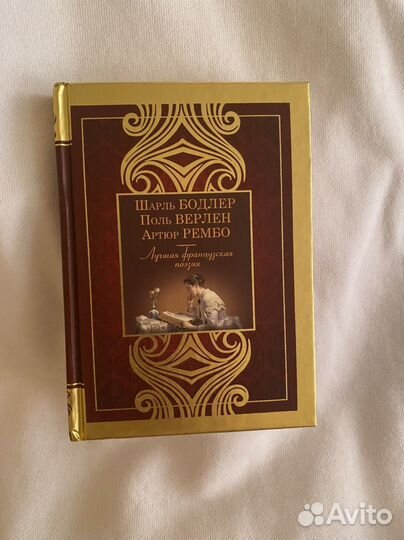 Шарль БОДЛЕР
Поль ВЕРЛЕН
Артюр РЕМБО
Лучшая французская
поэзия
Avito